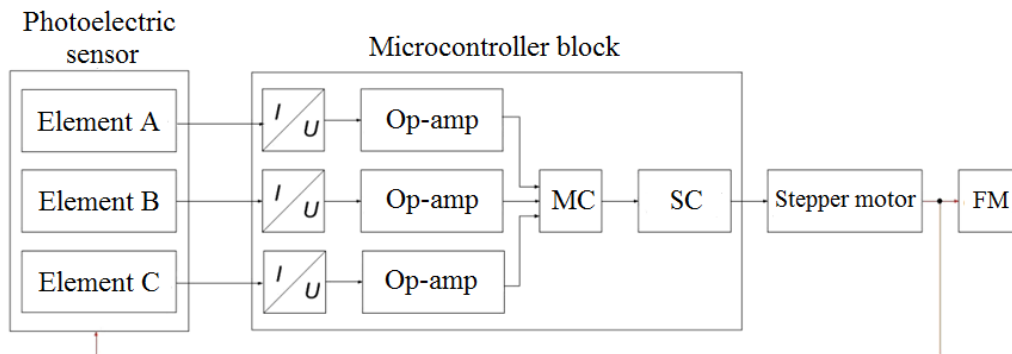 Photoelectric
sensor
Microcontroller block
Element A
I/U
Op-amp
Element B
I/U
Op-amp
MC
SC
Stepper motor
FM
Element C
I/U
Op-amp